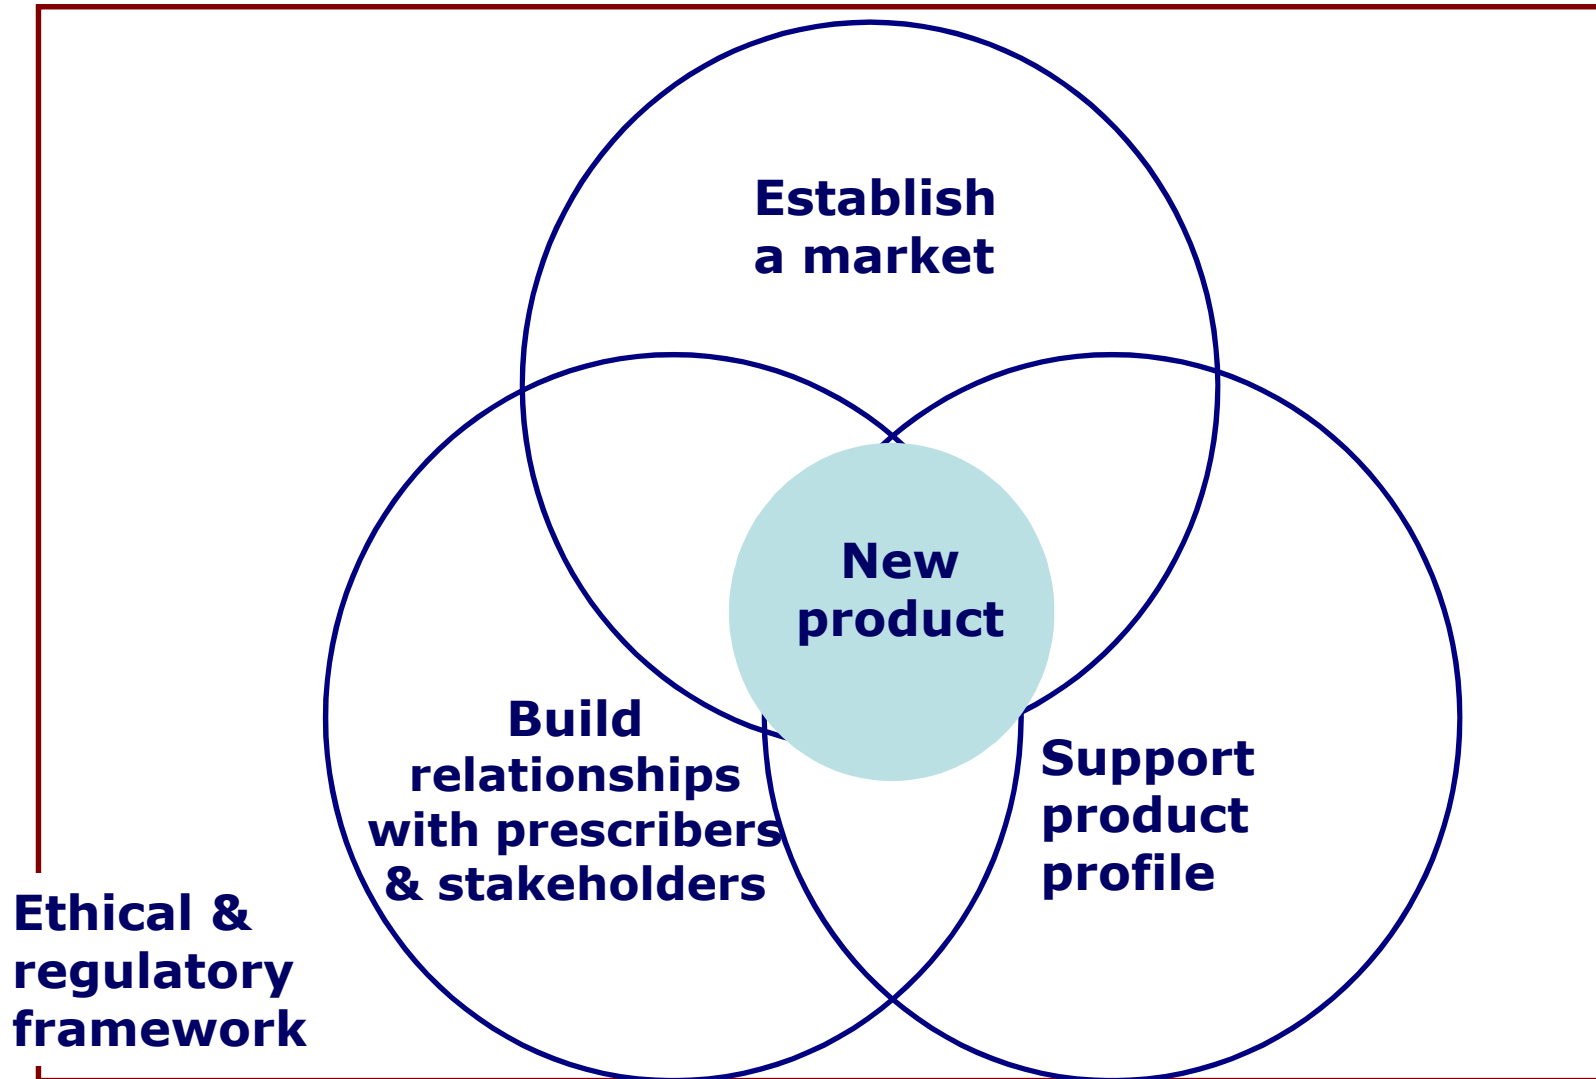 Establish
a market
New
product
Build
relationships
with prescribers
& stakeholders
Support
product
profile
Ethical &
regulatory
framework